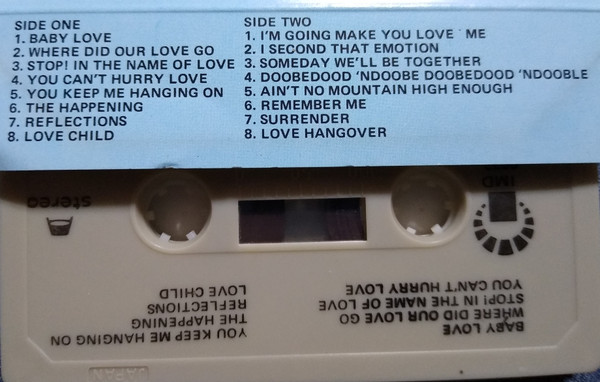 SIDE ONE
1. BABY LOVE
2. WHERE DID OUR LOVE GO
3. STOP! IN THE NAME OF LOVE
4. YOU CAN'T HURRY LOVE
5. YOU KEEP ME HANGING ON
6. THE HAPPENING
7. REFLECTIONS
8. LOVE CHILD
SIDE TWO
1. I'M GOING MAKE YOU LOVE ME
2. I SECOND THAT EMOTION
3. SOMEDAY WE'LL BE TOGETHER
4. DOOBEDOOD 'NDOOBE DOOBEDOOD 'NDOOBLE
5. AIN'T NO MOUNTAIN HIGH ENOUGH
6. REMEMBER ME
7. SURRENDER
8. LOVE HANGOVER
BABY LOVE
WHERE DID OUR LOVE GO
STOP! IN THE NAME OF LOVE
YOU CAN'T HURRY LOVE
YOU KEEP ME HANGING ON
THE HAPPENING
REFLECTIONS
LOVE CHILD
IMD
stereo
JAPAN